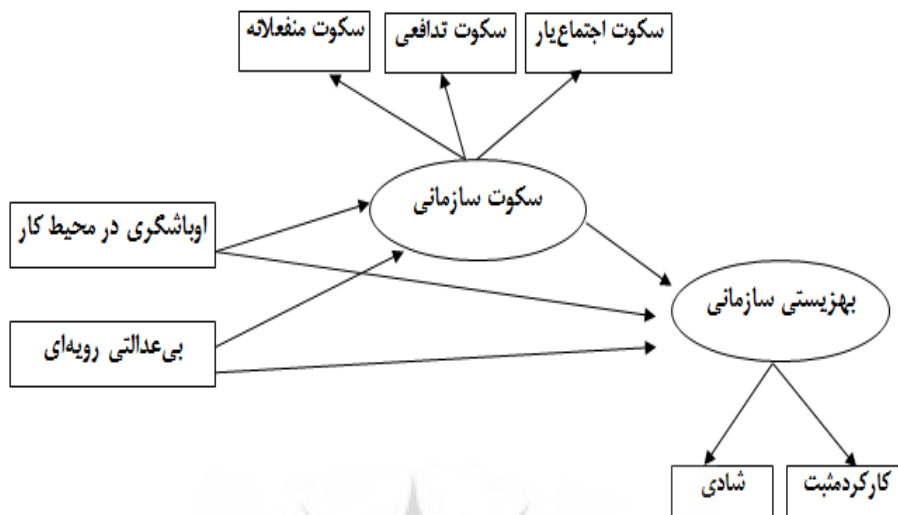 سکوت اجتماع‌یار
سکوت تدافعی
سکوت منفعلانه
سکوت سازمانی
اوباشگری در محیط کار
بهزیستی سازمانی
بی‌عدالتی رویه‌ای
کارکردمثبت
شادی